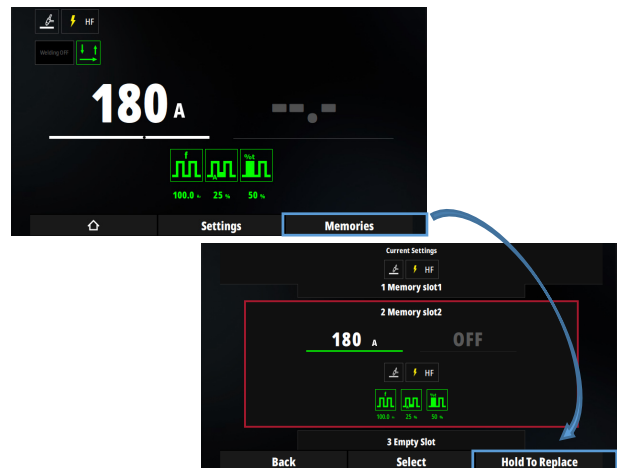 HF
Welding OFF
180 A
--.-
f
%t
100.0 25 % 50 %
Settings Memories
Current Settings
HF
1 Memory slot1
2 Memory slot2
180 A OFF
HF
100.0 25 % 50 %
3 Empty Slot
Back Select Hold To Replace